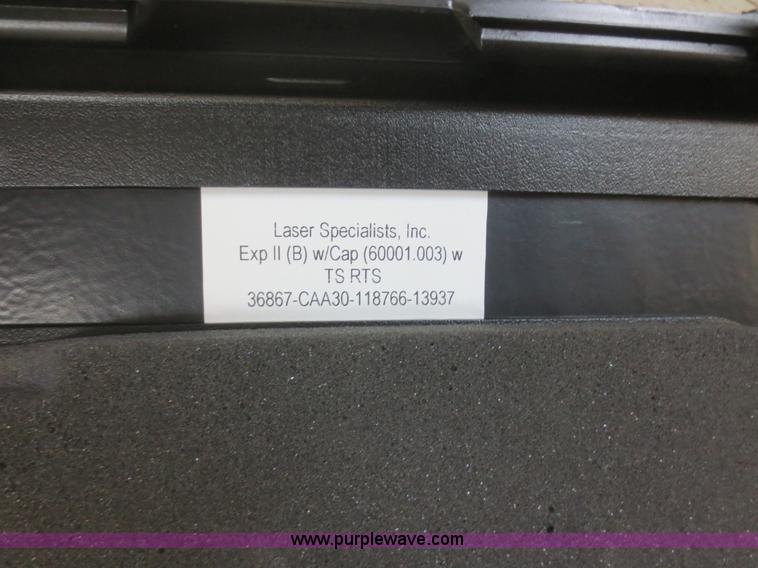 Laser Specialists, Inc.
Exp II (B) w/Cap (60001.003) w
TS RTS
36867-CAA30-118766-13937
www.purplewave.com